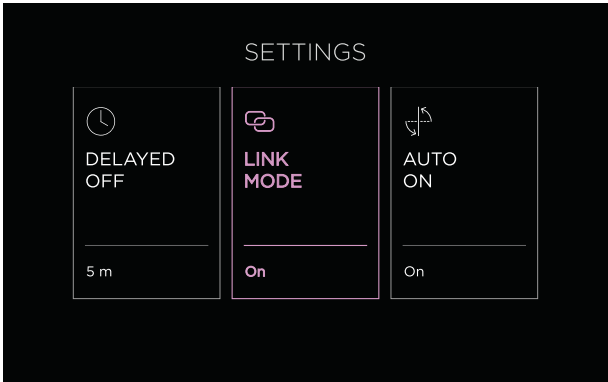 SETTINGS
DELAYED
OFF
5 m
LINK
MODE
On
AUTO
ON
On